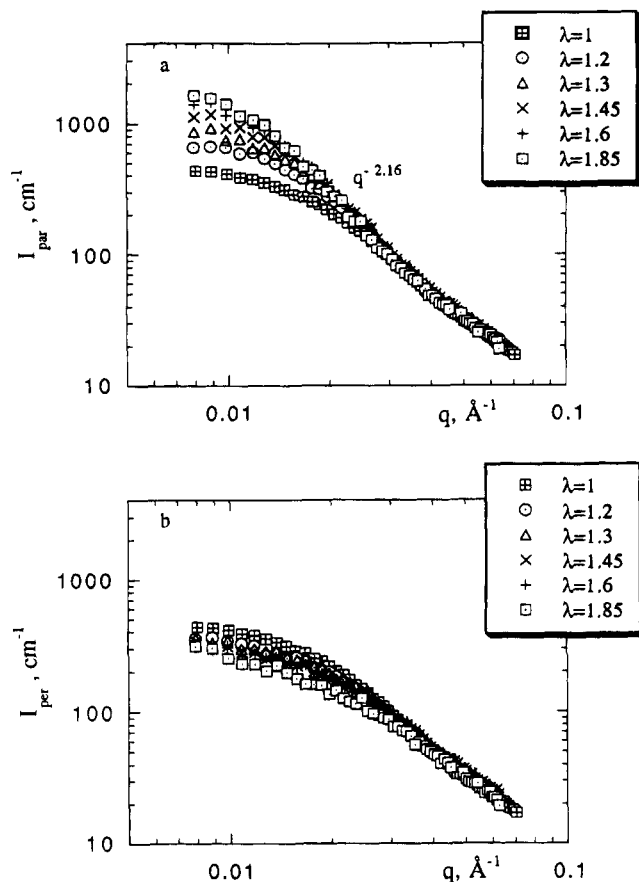 λ=1
λ=1.2
λ=1.3
λ=1.45
λ=1.6
λ=1.85
a
1000
q⁻ ²·¹⁶
I par , cm⁻¹
100
10
0.01
q, Å⁻¹
0.1
λ=1
λ=1.2
λ=1.3
λ=1.45
λ=1.6
λ=1.85
b
1000
I per , cm⁻¹
100
10
0.01
q, Å⁻¹
0.1